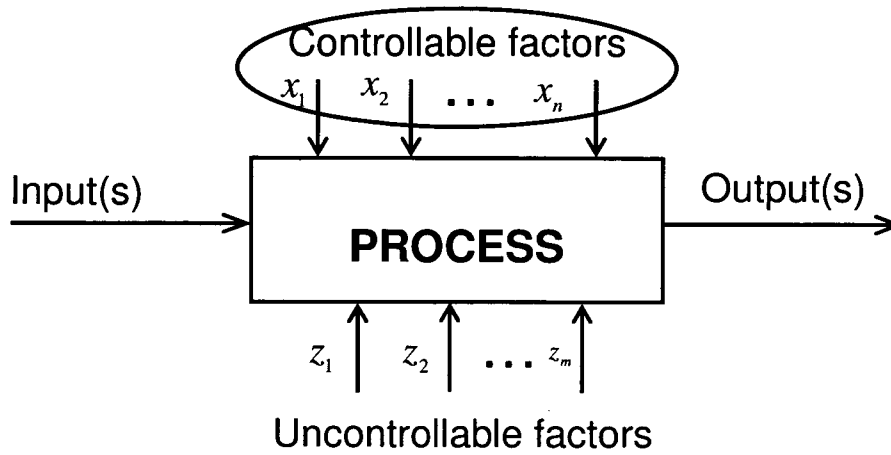 Controllable factors
x₁ x₂ ... xₙ
Input(s)
Output(s)
PROCESS
z₁ z₂ ... zₘ
Uncontrollable factors